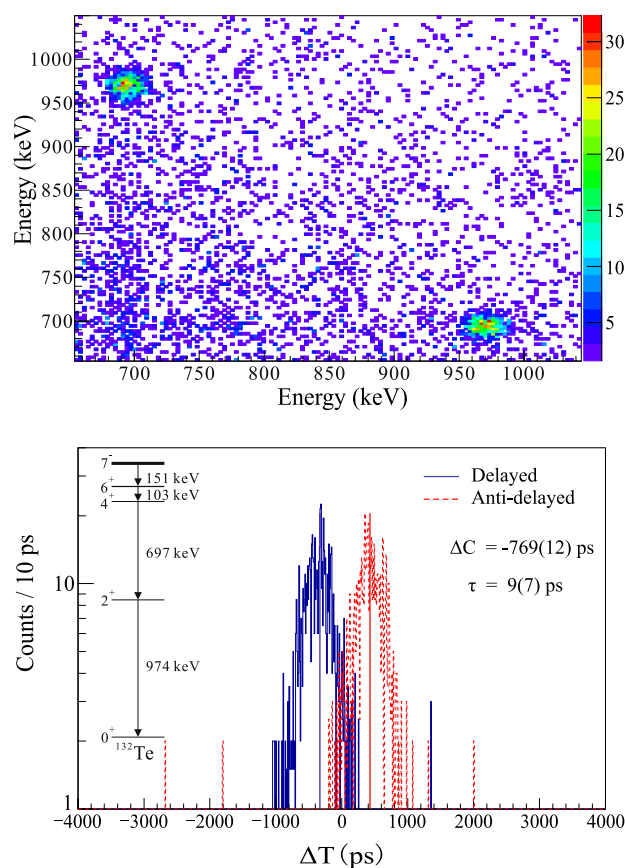 1000
950
900
850
800
750
700
Energy (keV)
30
25
20
15
10
5
700 750 800 850 900 950 1000
Energy (keV)
7⁻
151 keV
6⁺
103 keV
4⁺
697 keV
2⁺
974 keV
0⁺
¹³²Te
Delayed
Anti-delayed
ΔC = -769(12) ps
τ = 9(7) ps
Counts / 10 ps
10
1
−4000 −3000 −2000 −1000 0 1000 2000 3000 4000
ΔT (ps)